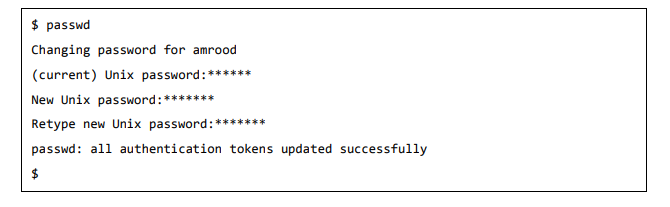 $ passwd
Changing password for amrood
(current) Unix password:******
New Unix password:*******
Retype new Unix password:*******
passwd: all authentication tokens updated successfully
$